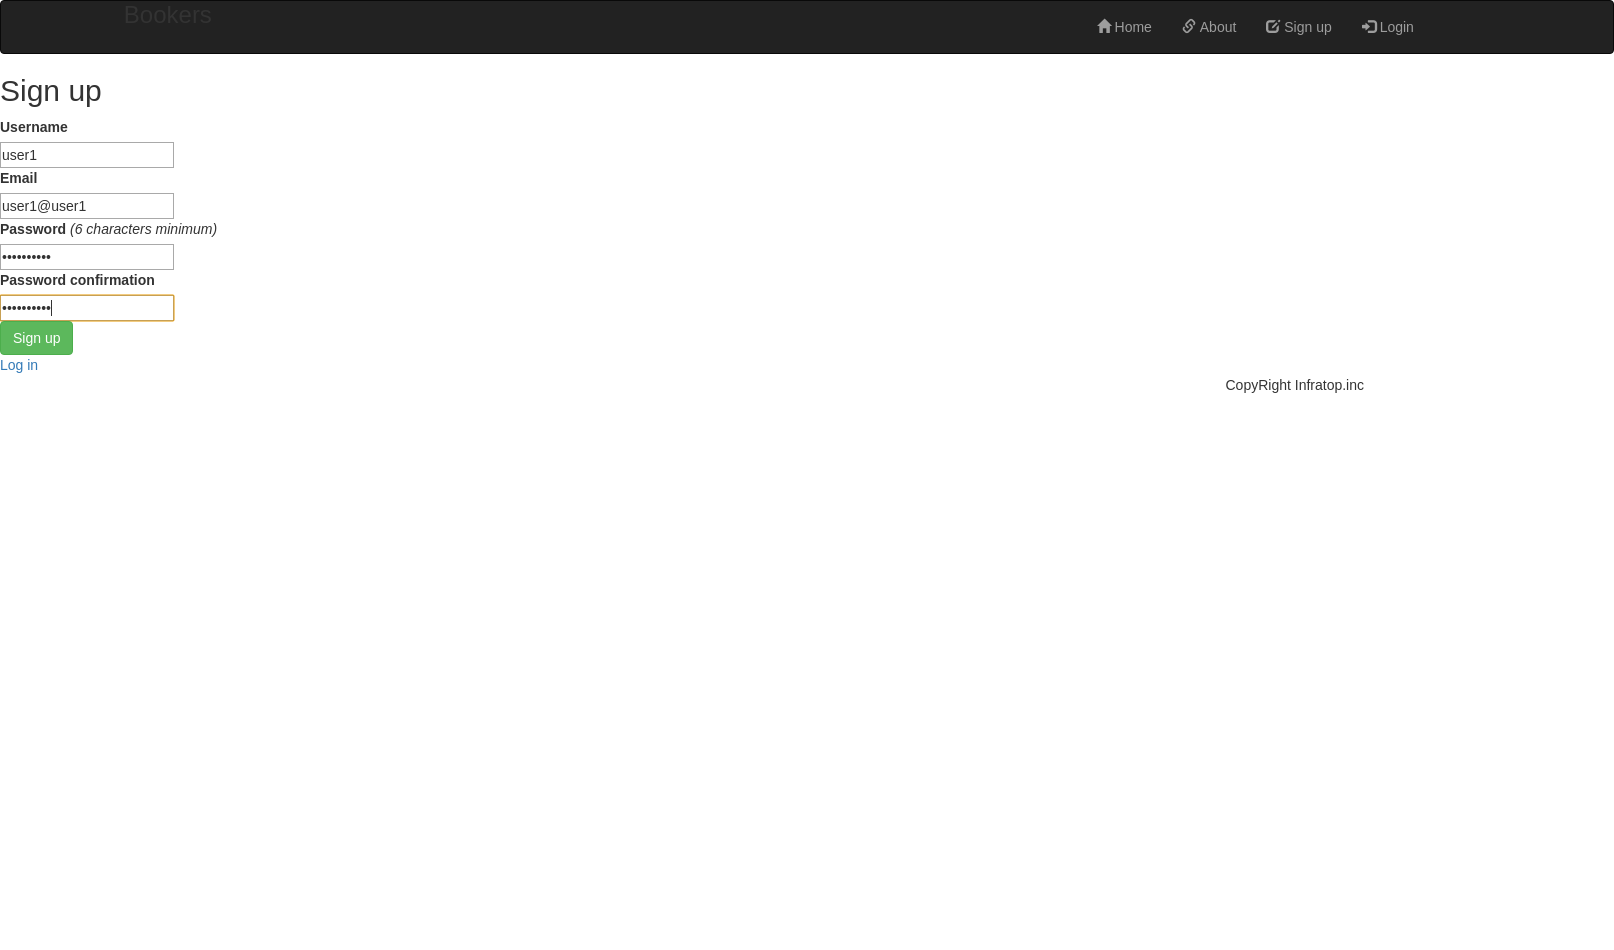 Bookers
Home About Sign up Login
Sign up
Username
user1
Email
user1@user1
Password (6 characters minimum)
••••••••••
Password confirmation
••••••••••
Sign up
Log in
CopyRight Infratop.inc